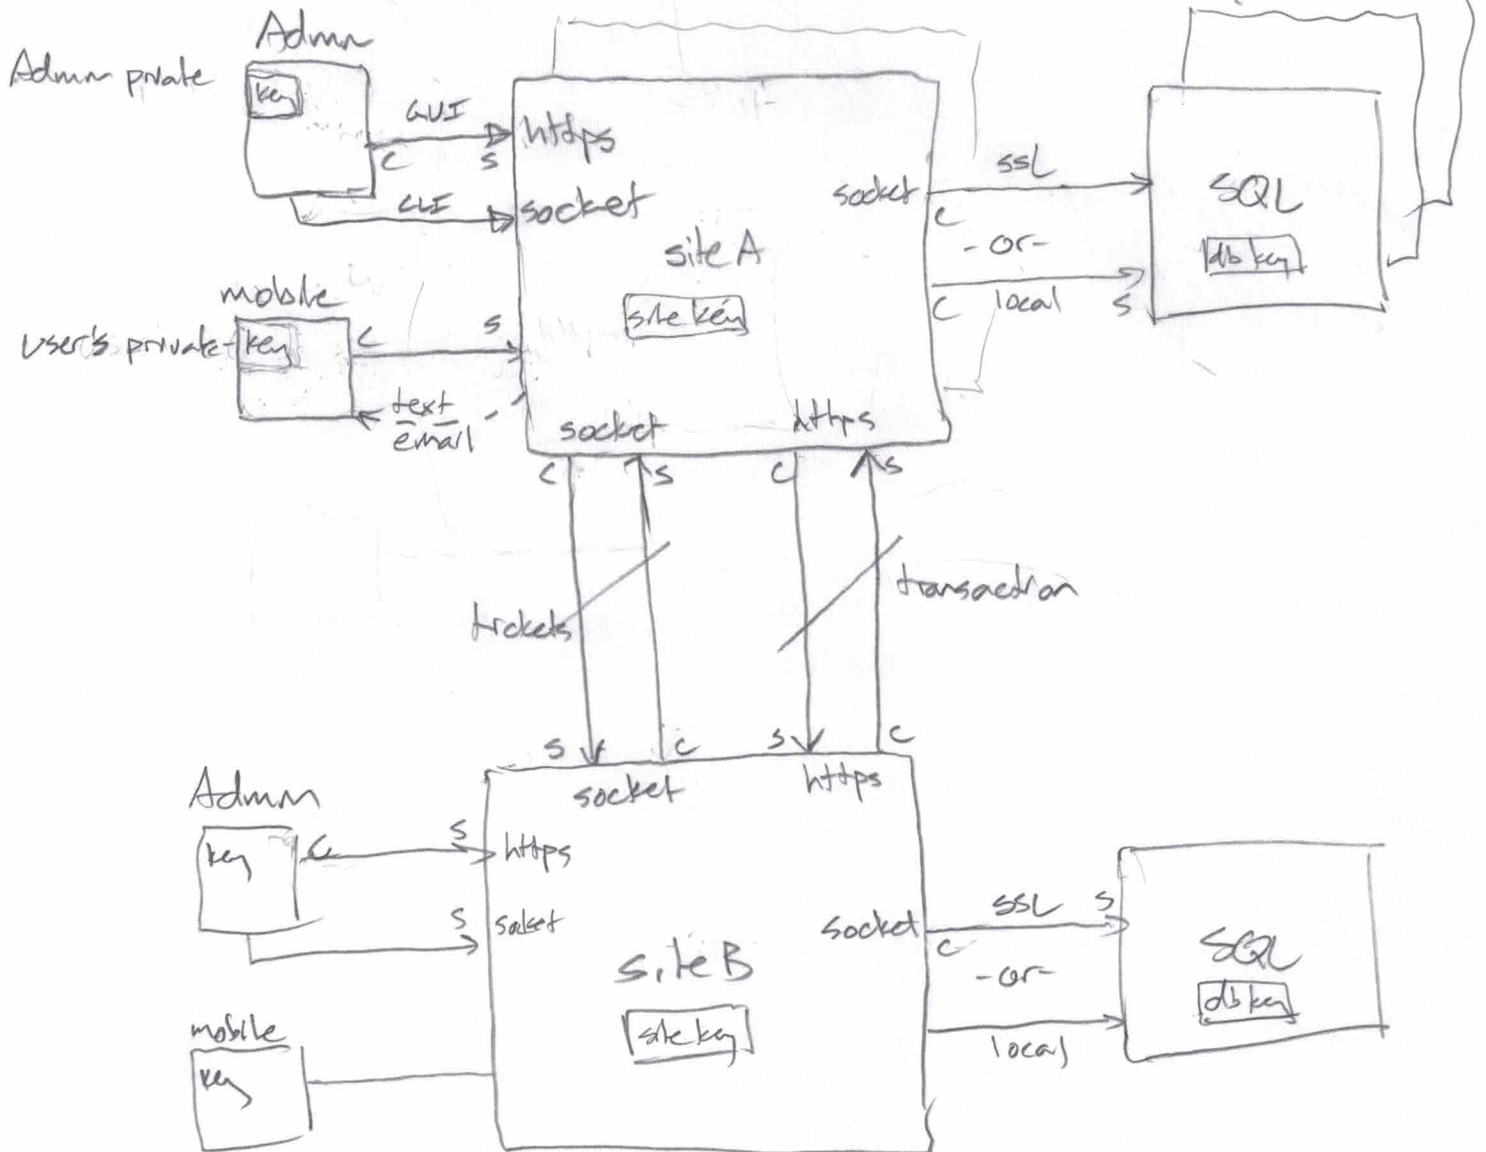 Admin
Admin private
key
GUI
C
S
https
CLI
socket
site A
site key
mobile
user's private
key
C
S
text
email
socket
https
socket
C
SSL
-or-
C
local
S
SQL
db key
C
S
C
S
tickets
transaction
S
C
S
C
socket
https
Admin
key
C
S
https
S
socket
site B
site key
mobile
key
socket
C
SSL
S
-or-
local
SQL
db key